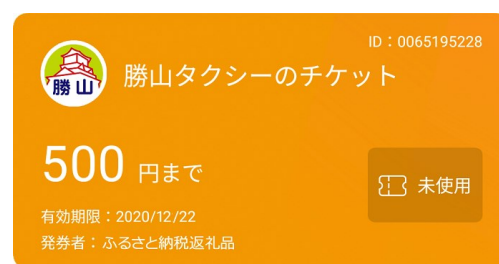 ID：0065195228
勝山
勝山タクシーのチケット
500 円まで
未使用
有効期限：2020/12/22
発券者：ふるさと納税返礼品